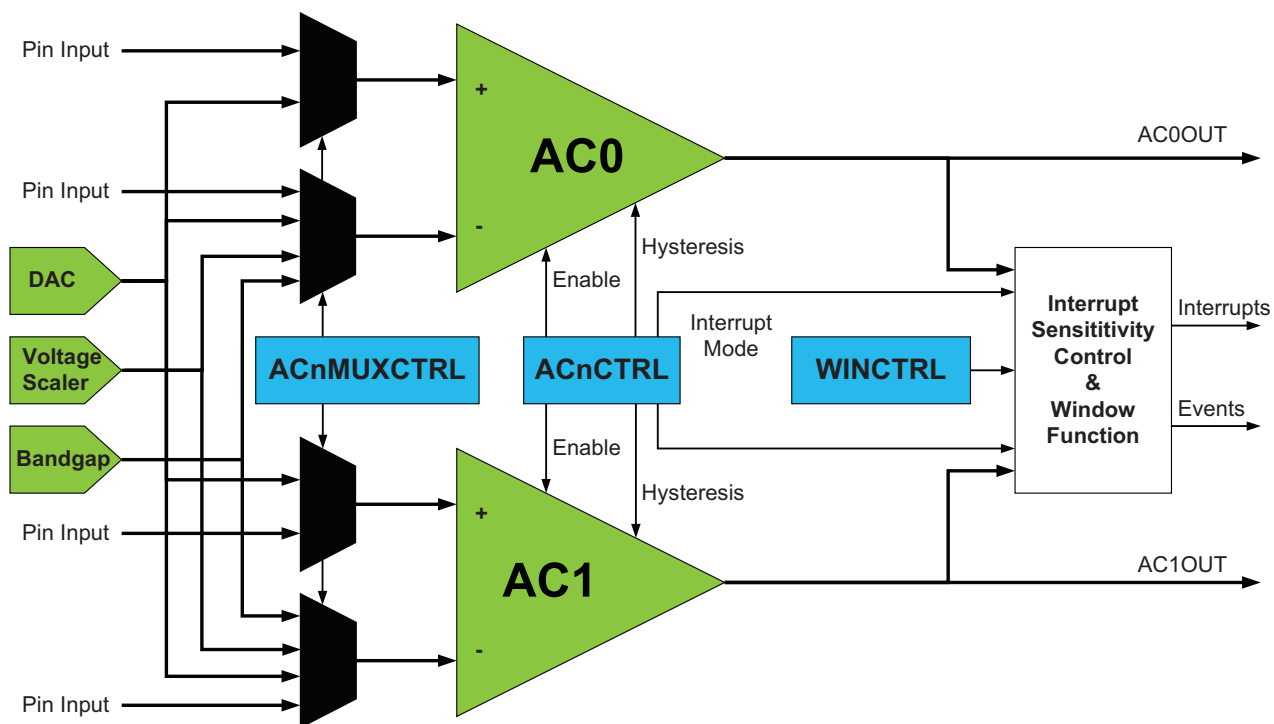 Pin Input
+
AC0
AC0OUT
Pin Input
-
Hysteresis
DAC
Enable
Interrupt
Sensititivity
Control
&
Window
Function
Interrupts
Interrupt
Mode
Voltage
Scaler
ACnMUXCTRL
ACnCTRL
WINCTRL
Events
Bandgap
Enable
Hysteresis
Pin Input
+
AC1
AC1OUT
-
Pin Input